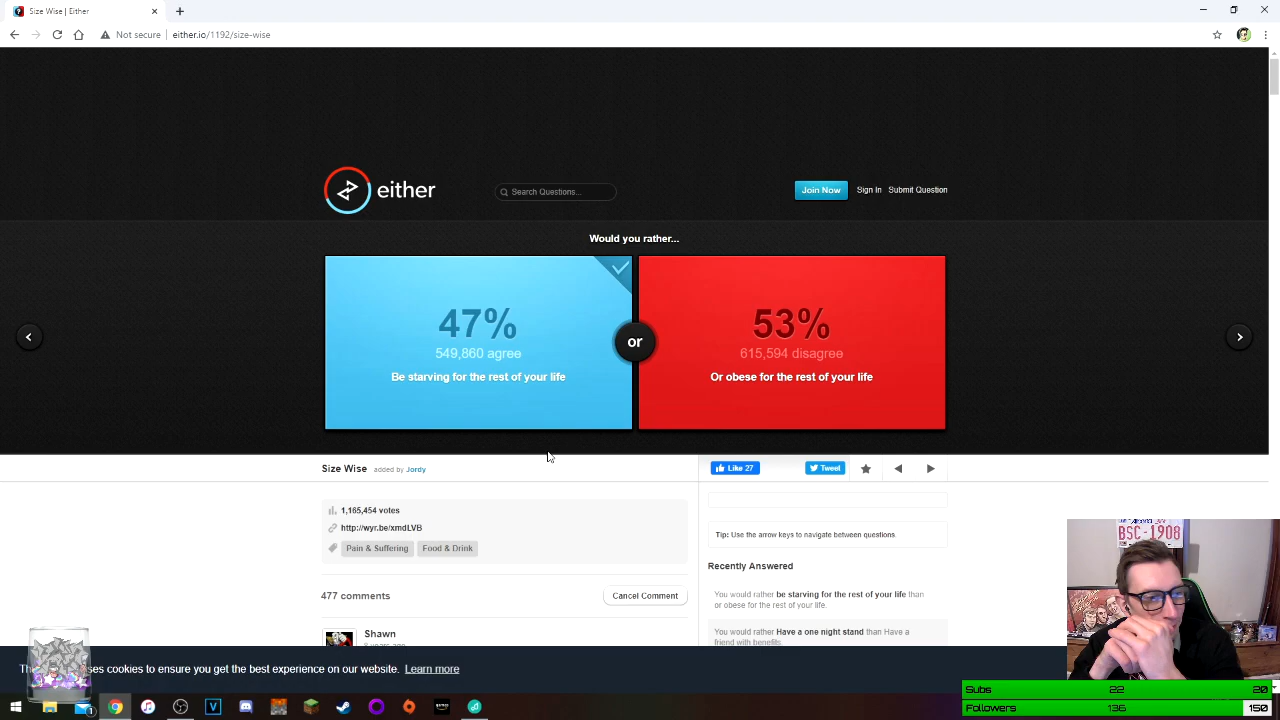 Size Wise | Either
Not secure
either.io/1192/size-wise
either
Search Questions...
Join Now
Sign In
Submit Question
Would you rather...
47%
549,860 agree
Be starving for the rest of your life
or
53%
615,594 disagree
Or obese for the rest of your life
Size Wise
added by Jordy
Like 27
Tweet
1,165,454 votes
http://wyr.be/xmdLVB
Pain & Suffering
Food & Drink
Tip: Use the arrow keys to navigate between questions
Recently Answered
You would rather be starving for the rest of your life than
or obese for the rest of your life.
You would rather Have a one night stand than Have a
friend with benefits.
477 comments
Cancel Comment
Shawn
8 years ago
BSC 1908
uses cookies to ensure you get the best experience on our website. Learn more
Subs 22 20
Followers 136 150